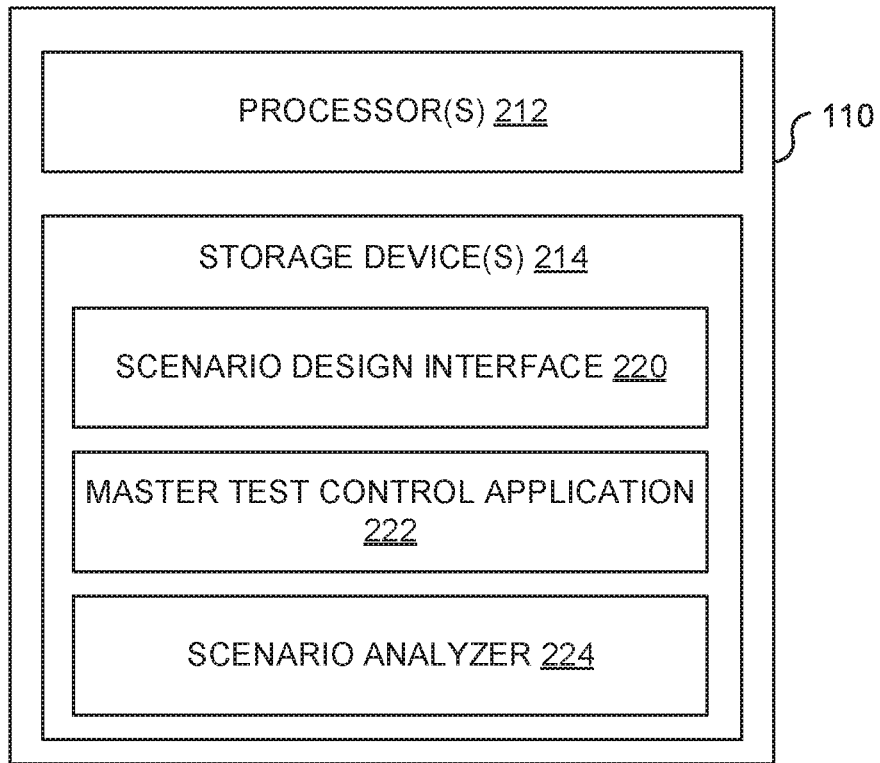 PROCESSOR(S) 212
110
STORAGE DEVICE(S) 214
SCENARIO DESIGN INTERFACE 220
MASTER TEST CONTROL APPLICATION
222
SCENARIO ANALYZER 224